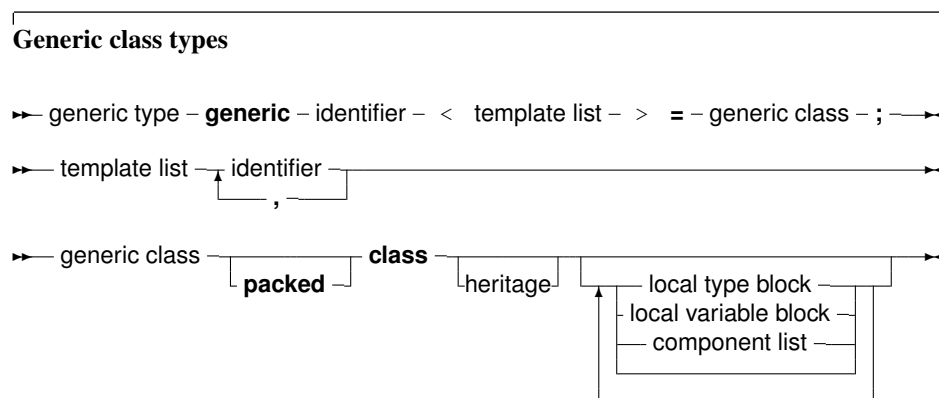 Generic class types
generic type generic identifier < template list > = generic class ;
template list identifier
,
generic class class
packed heritage local type block
local variable block
component list